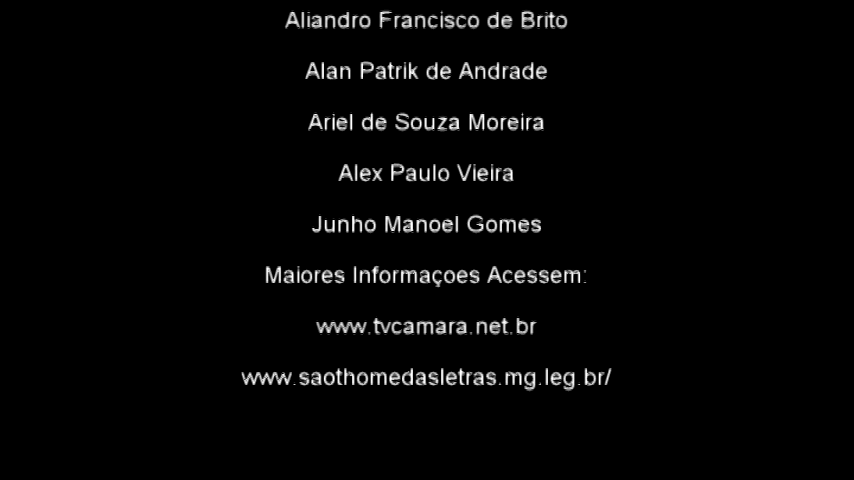 Aliandro Francisco de Brito
Alan Patrik de Andrade
Ariel de Souza Moreira
Alex Paulo Vieira
Junho Manoel Gomes
Maiores Informaçoes Acessem:
www.tvcamara.net.br
www.saothomedasletras.mg.leg.br/